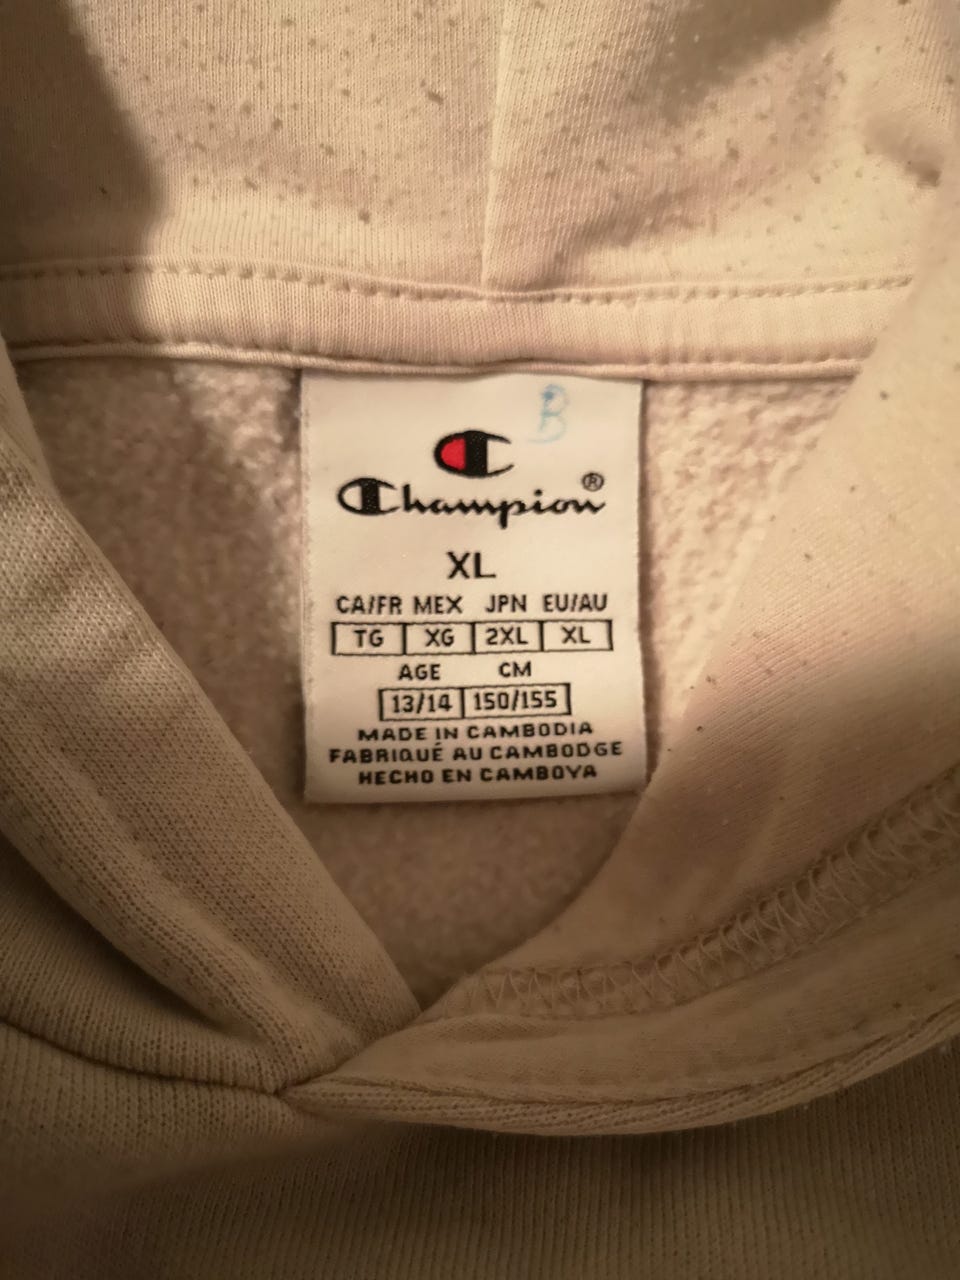 B
Champion®
XL
CA/FR MEX JPN EU/AU
TG XG 2XL XL
AGE CM
13/14 150/155
MADE IN CAMBODIA
FABRIQUÉ AU CAMBODGE
HECHO EN CAMBOYA